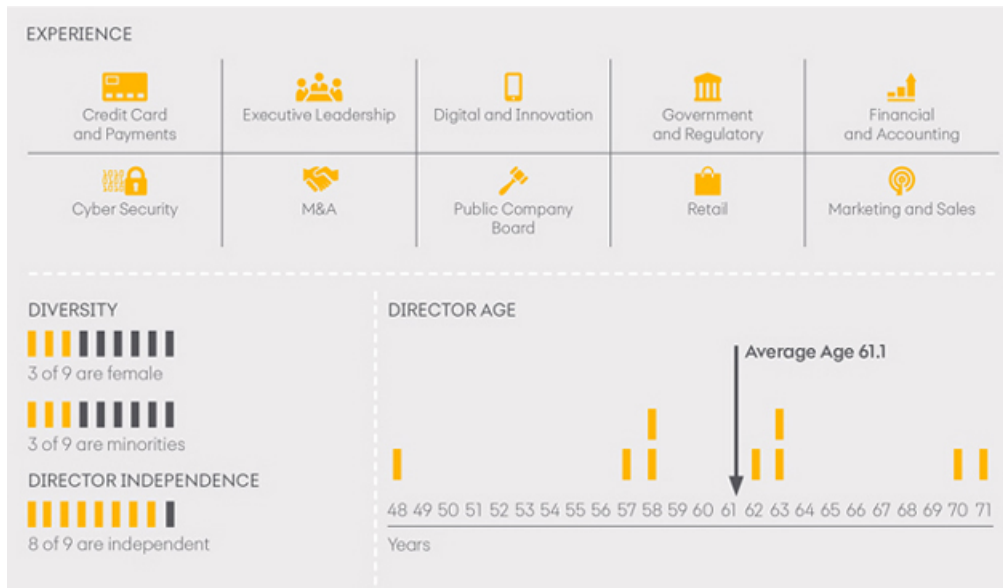 EXPERIENCE
Credit Card
and Payments
Executive Leadership
Digital and Innovation
Government
and Regulatory
Financial
and Accounting
Cyber Security
M&A
Public Company
Board
Retail
Marketing and Sales
DIVERSITY
3 of 9 are female
3 of 9 are minorities
DIRECTOR INDEPENDENCE
8 of 9 are independent
DIRECTOR AGE
Average Age 61.1
48 49 50 51 52 53 54 55 56 57 58 59 60 61 62 63 64 65 66 67 68 69 70 71
Years